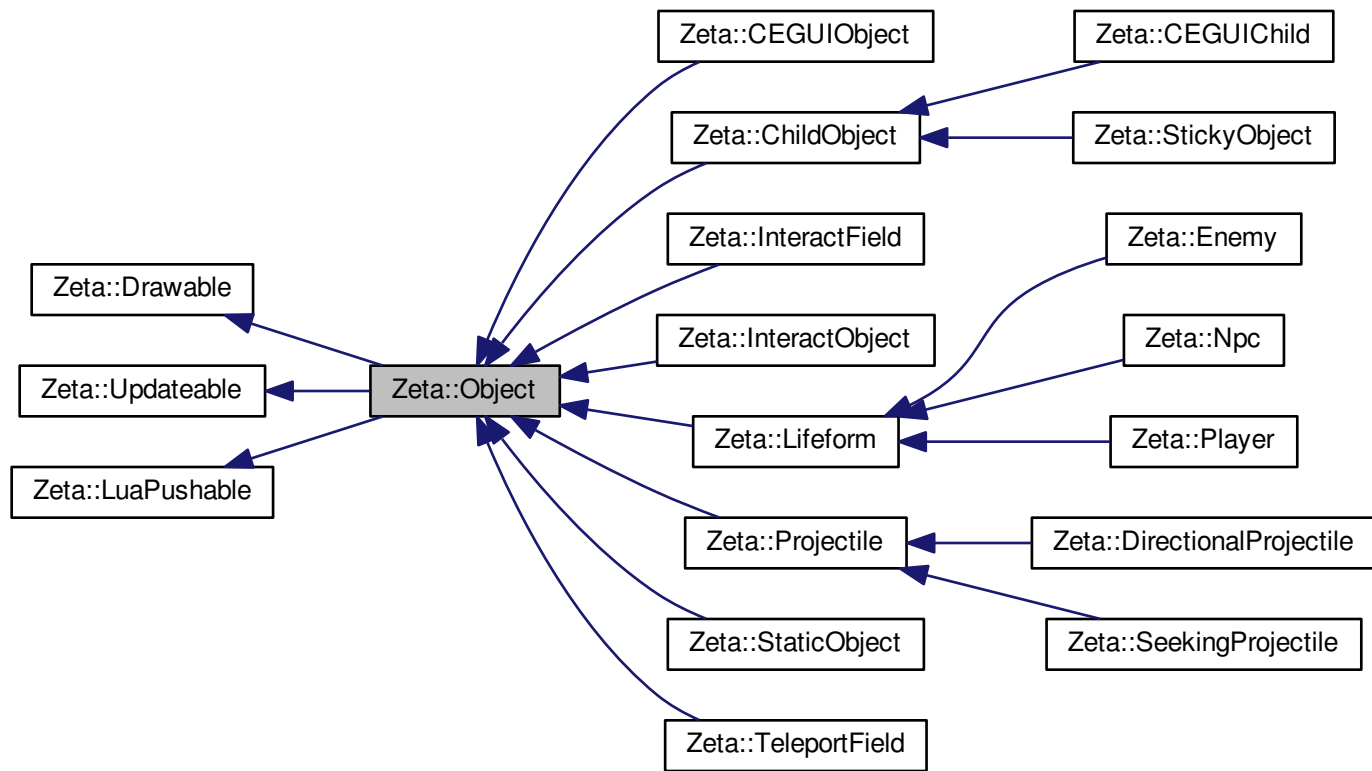 Zeta::CEGUIObject
Zeta::CEGUIChild
Zeta::ChildObject
Zeta::StickyObject
Zeta::InteractField
Zeta::Enemy
Zeta::Drawable
Zeta::InteractObject
Zeta::Npc
Zeta::Updateable
Zeta::Object
Zeta::Lifeform
Zeta::Player
Zeta::LuaPushable
Zeta::Projectile
Zeta::DirectionalProjectile
Zeta::StaticObject
Zeta::SeekingProjectile
Zeta::TeleportField